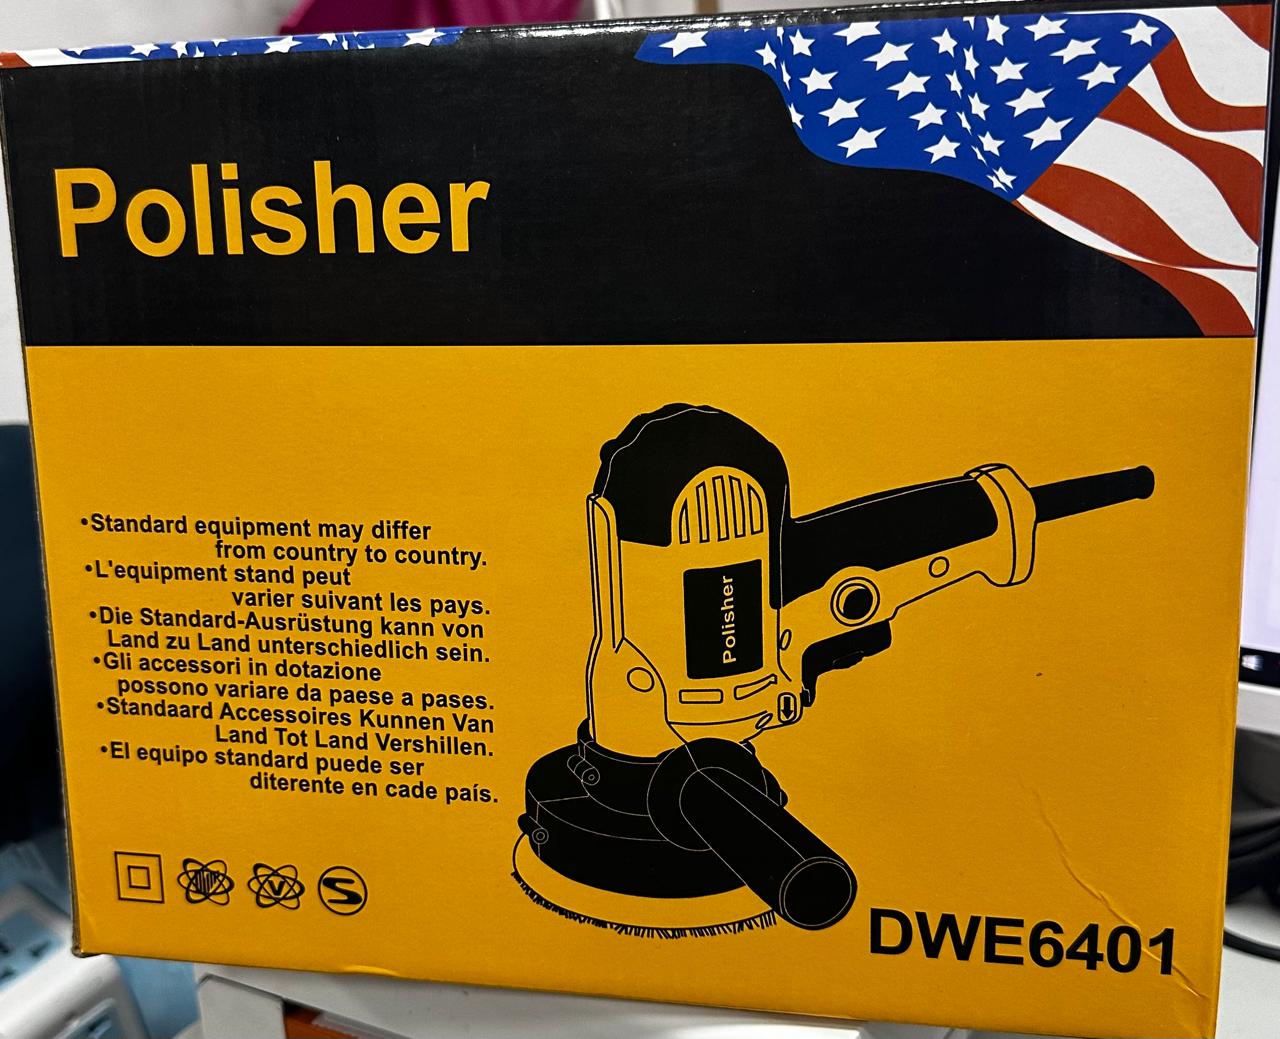 Polisher
•Standard equipment may differ
from country to country.
•L'equipment stand peut
varier suivant les pays.
•Die Standard-Ausrüstung kann von
Land zu Land unterschiedlich sein.
•Gli accessori in dotazione
possono variare da paese a pases.
•Standaard Accessoires Kunnen Van
Land Tot Land Vershillen.
•El equipo standard puede ser
diterente en cade país.
Polisher
V
S
DWE6401